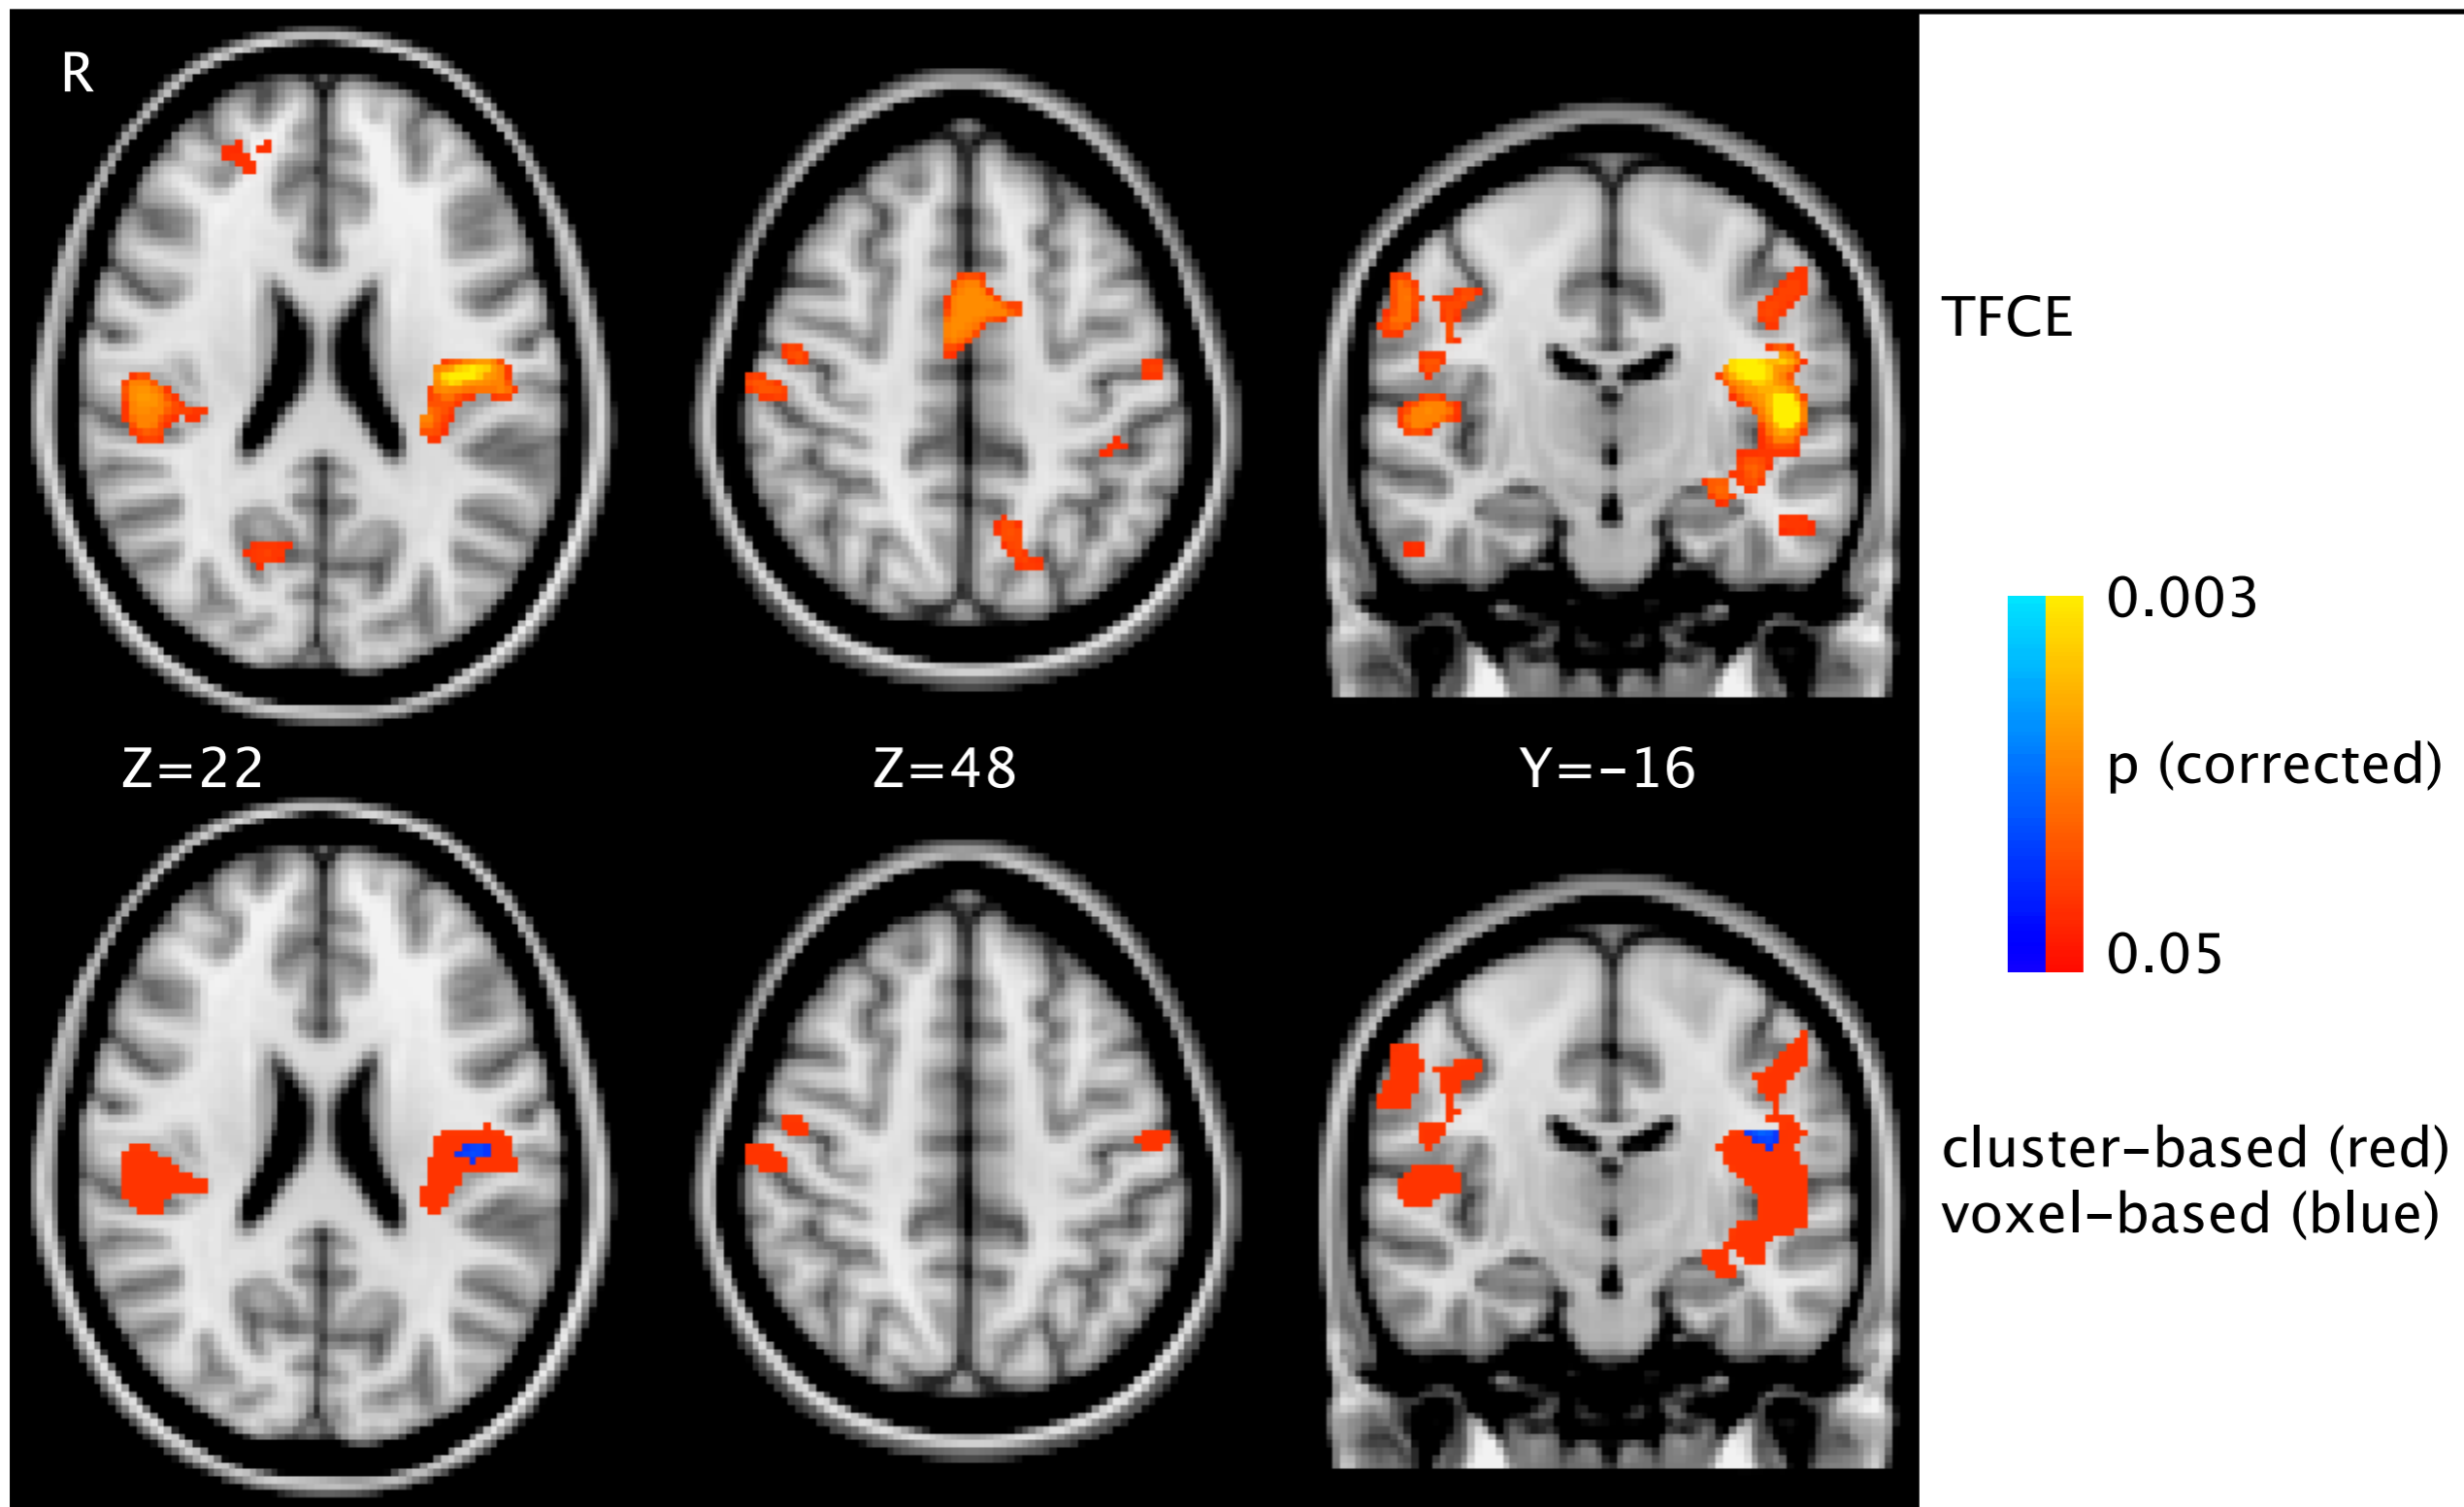 R
TFCE
Z=22
Z=48
Y=-16
0.003
p (corrected)
0.05
cluster-based (red)
voxel-based (blue)